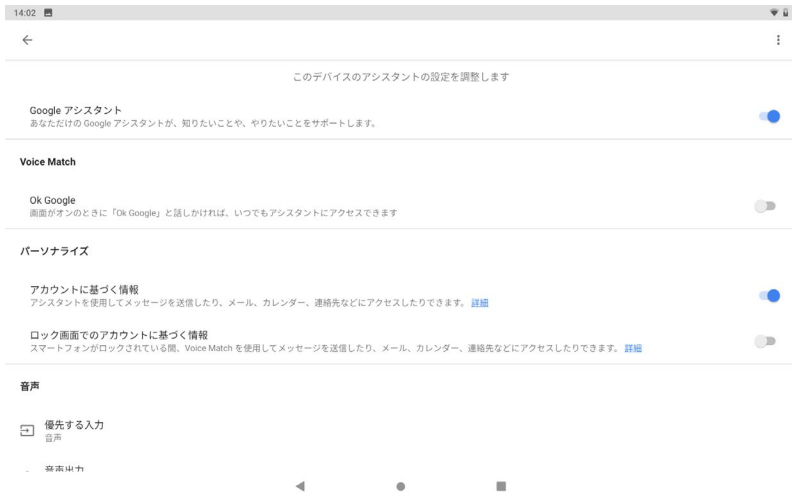 14:02
このデバイスのアシスタントの設定を調整します
Google アシスタント
あなただけの Google アシスタントが、知りたいことや、やりたいことをサポートします。
Voice Match
Ok Google
画面がオンのときに「Ok Google」と話しかければ、いつでもアシスタントにアクセスできます
パーソナライズ
アカウントに基づく情報
アシスタントを使用してメッセージを送信したり、メール、カレンダー、連絡先などにアクセスしたりできます。 詳細
ロック画面でのアカウントに基づく情報
スマートフォンがロックされている間、Voice Match を使用してメッセージを送信したり、メール、カレンダー、連絡先などにアクセスしたりできます。 詳細
音声
優先する入力
音声
音声出力